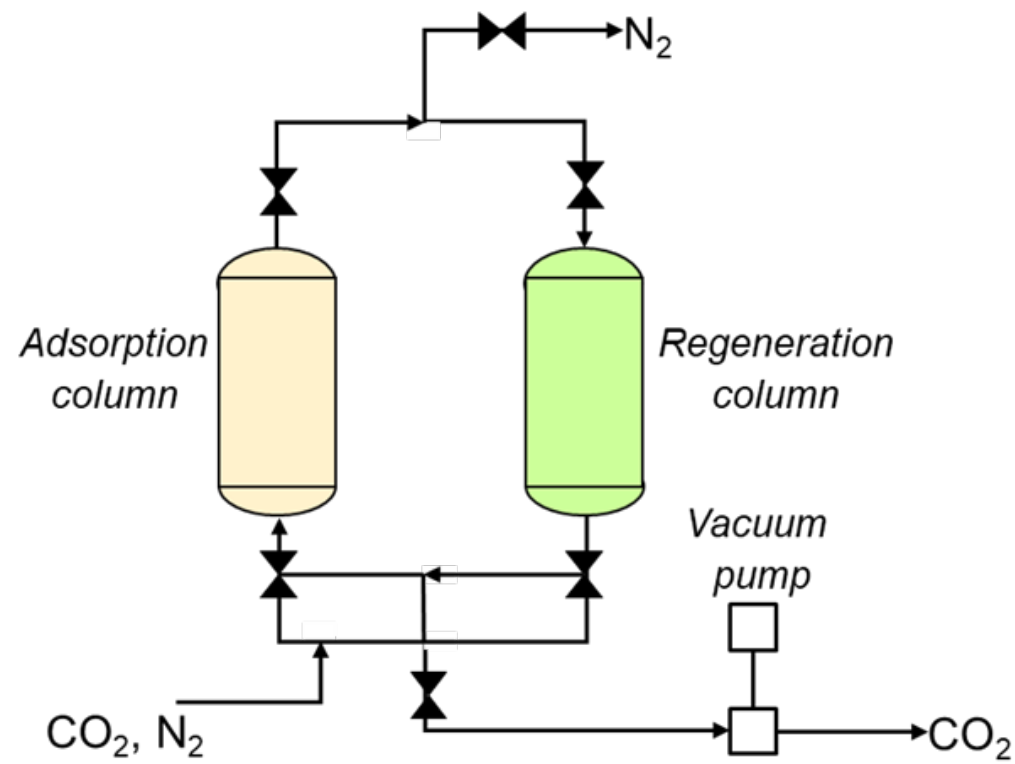 N₂
Adsorption
column
Regeneration
column
Vacuum
pump
CO₂, N₂
CO₂